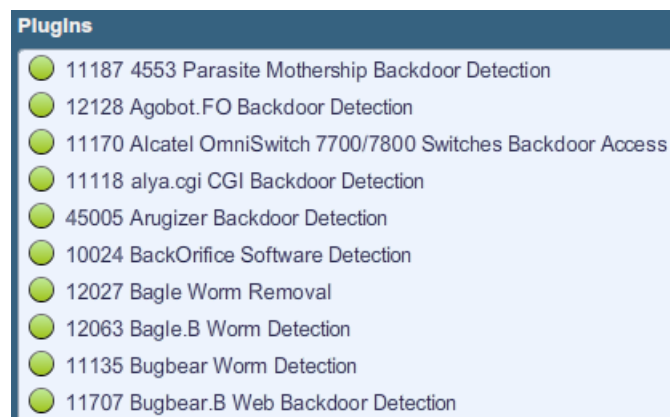 Plugins
11187 4553 Parasite Mothership Backdoor Detection
12128 Agobot.FO Backdoor Detection
11170 Alcatel OmniSwitch 7700/7800 Switches Backdoor Access
11118 alya.cgi CGI Backdoor Detection
45005 Arugizer Backdoor Detection
10024 BackOrifice Software Detection
12027 Bagle Worm Removal
12063 Bagle.B Worm Detection
11135 Bugbear Worm Detection
11707 Bugbear.B Web Backdoor Detection